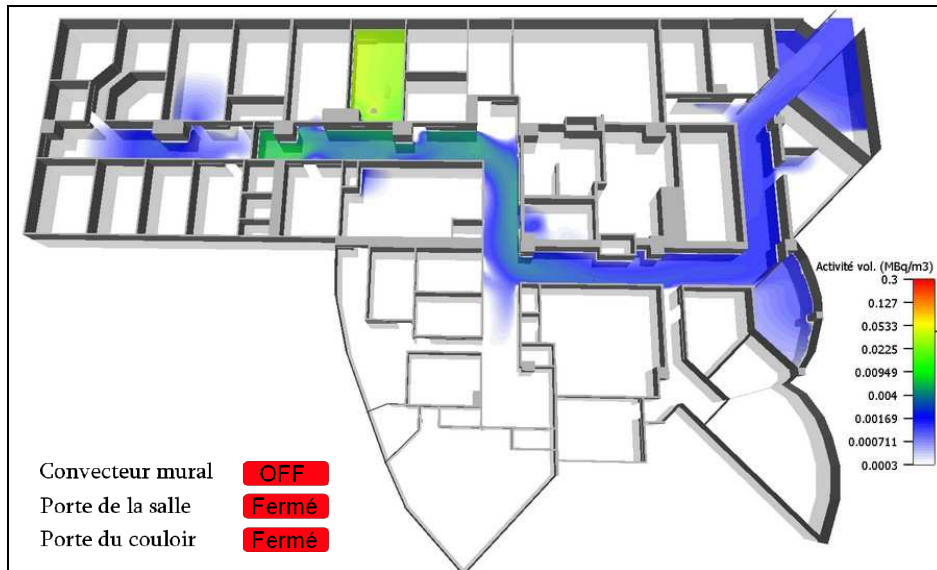 Activité vol. (MBq/m3)
0.3
0.127
0.0533
0.0225
0.00949
0.004
0.00169
0.000711
0.0003
Convecteur mural OFF
Porte de la salle Fermé
Porte du couloir Fermé